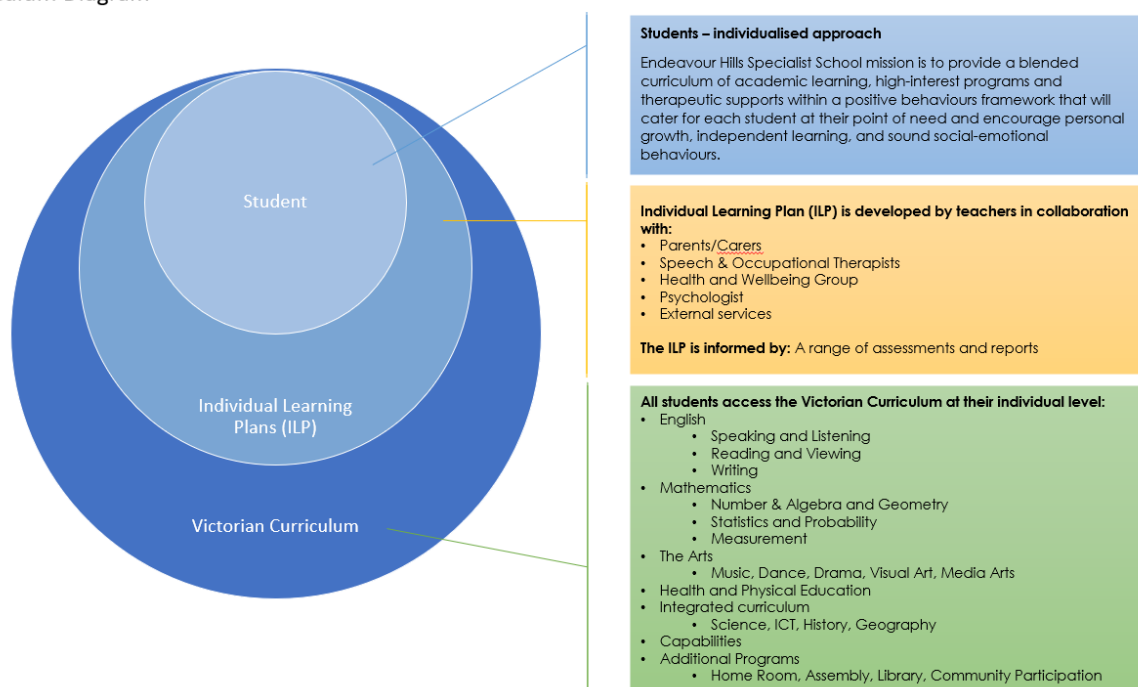 Diagram
Student
Individual Learning
Plans (ILP)
Victorian Curriculum
Students – individualised approach
Endeavour Hills Specialist School mission is to provide a blended
curriculum of academic learning, high-interest programs and
therapeutic supports within a positive behaviours framework that will
cater for each student at their point of need and encourage personal
growth, independent learning, and sound social-emotional
behaviours.
Individual Learning Plan (ILP) is developed by teachers in collaboration
with:
• Parents/Carers
• Speech & Occupational Therapists
• Health and Wellbeing Group
• Psychologist
• External services
The ILP is informed by: A range of assessments and reports
All students access the Victorian Curriculum at their individual level:
• English
• Speaking and Listening
• Reading and Viewing
• Writing
• Mathematics
• Number & Algebra and Geometry
• Statistics and Probability
• Measurement
• The Arts
• Music, Dance, Drama, Visual Art, Media Arts
• Health and Physical Education
• Integrated curriculum
• Science, ICT, History, Geography
• Capabilities
• Additional Programs
• Home Room, Assembly, Library, Community Participation